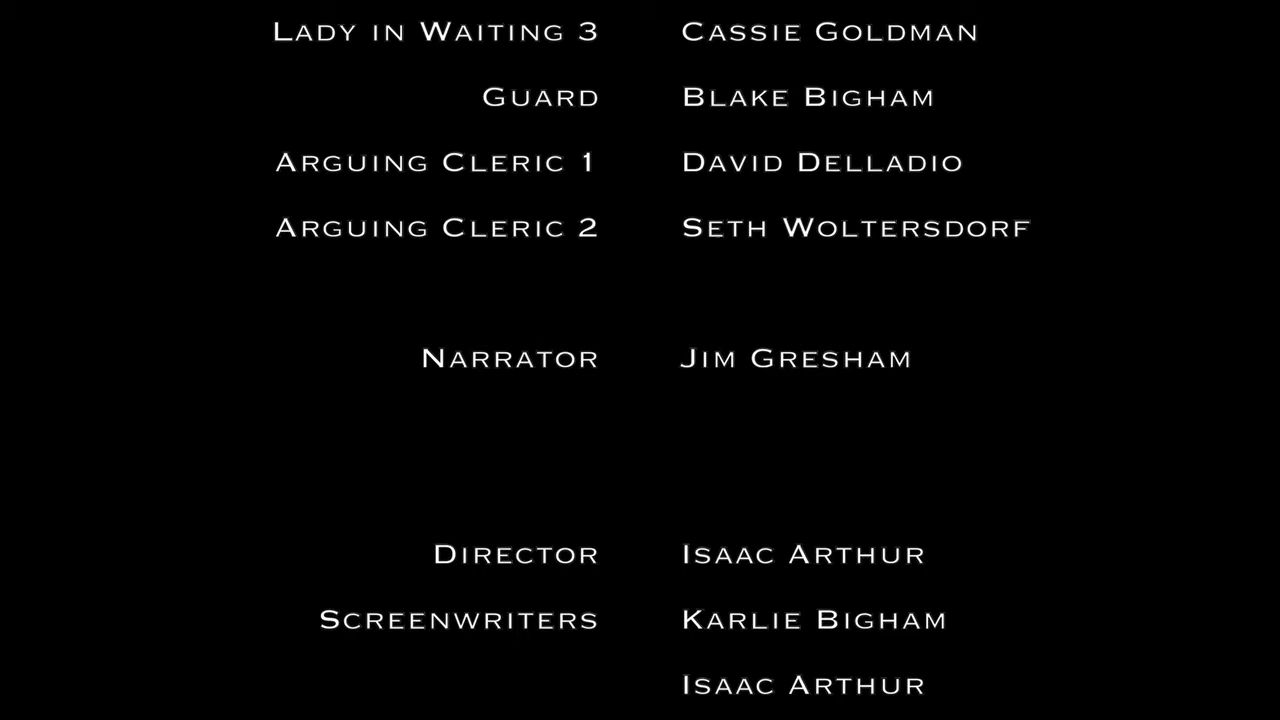 Lady in Waiting 3 Cassie Goldman
Guard Blake Bigham
Arguing Cleric 1 David Delladio
Arguing Cleric 2 Seth Woltersdorf
Narrator Jim Gresham
Director Isaac Arthur
Screenwriters Karlie Bigham
Isaac Arthur